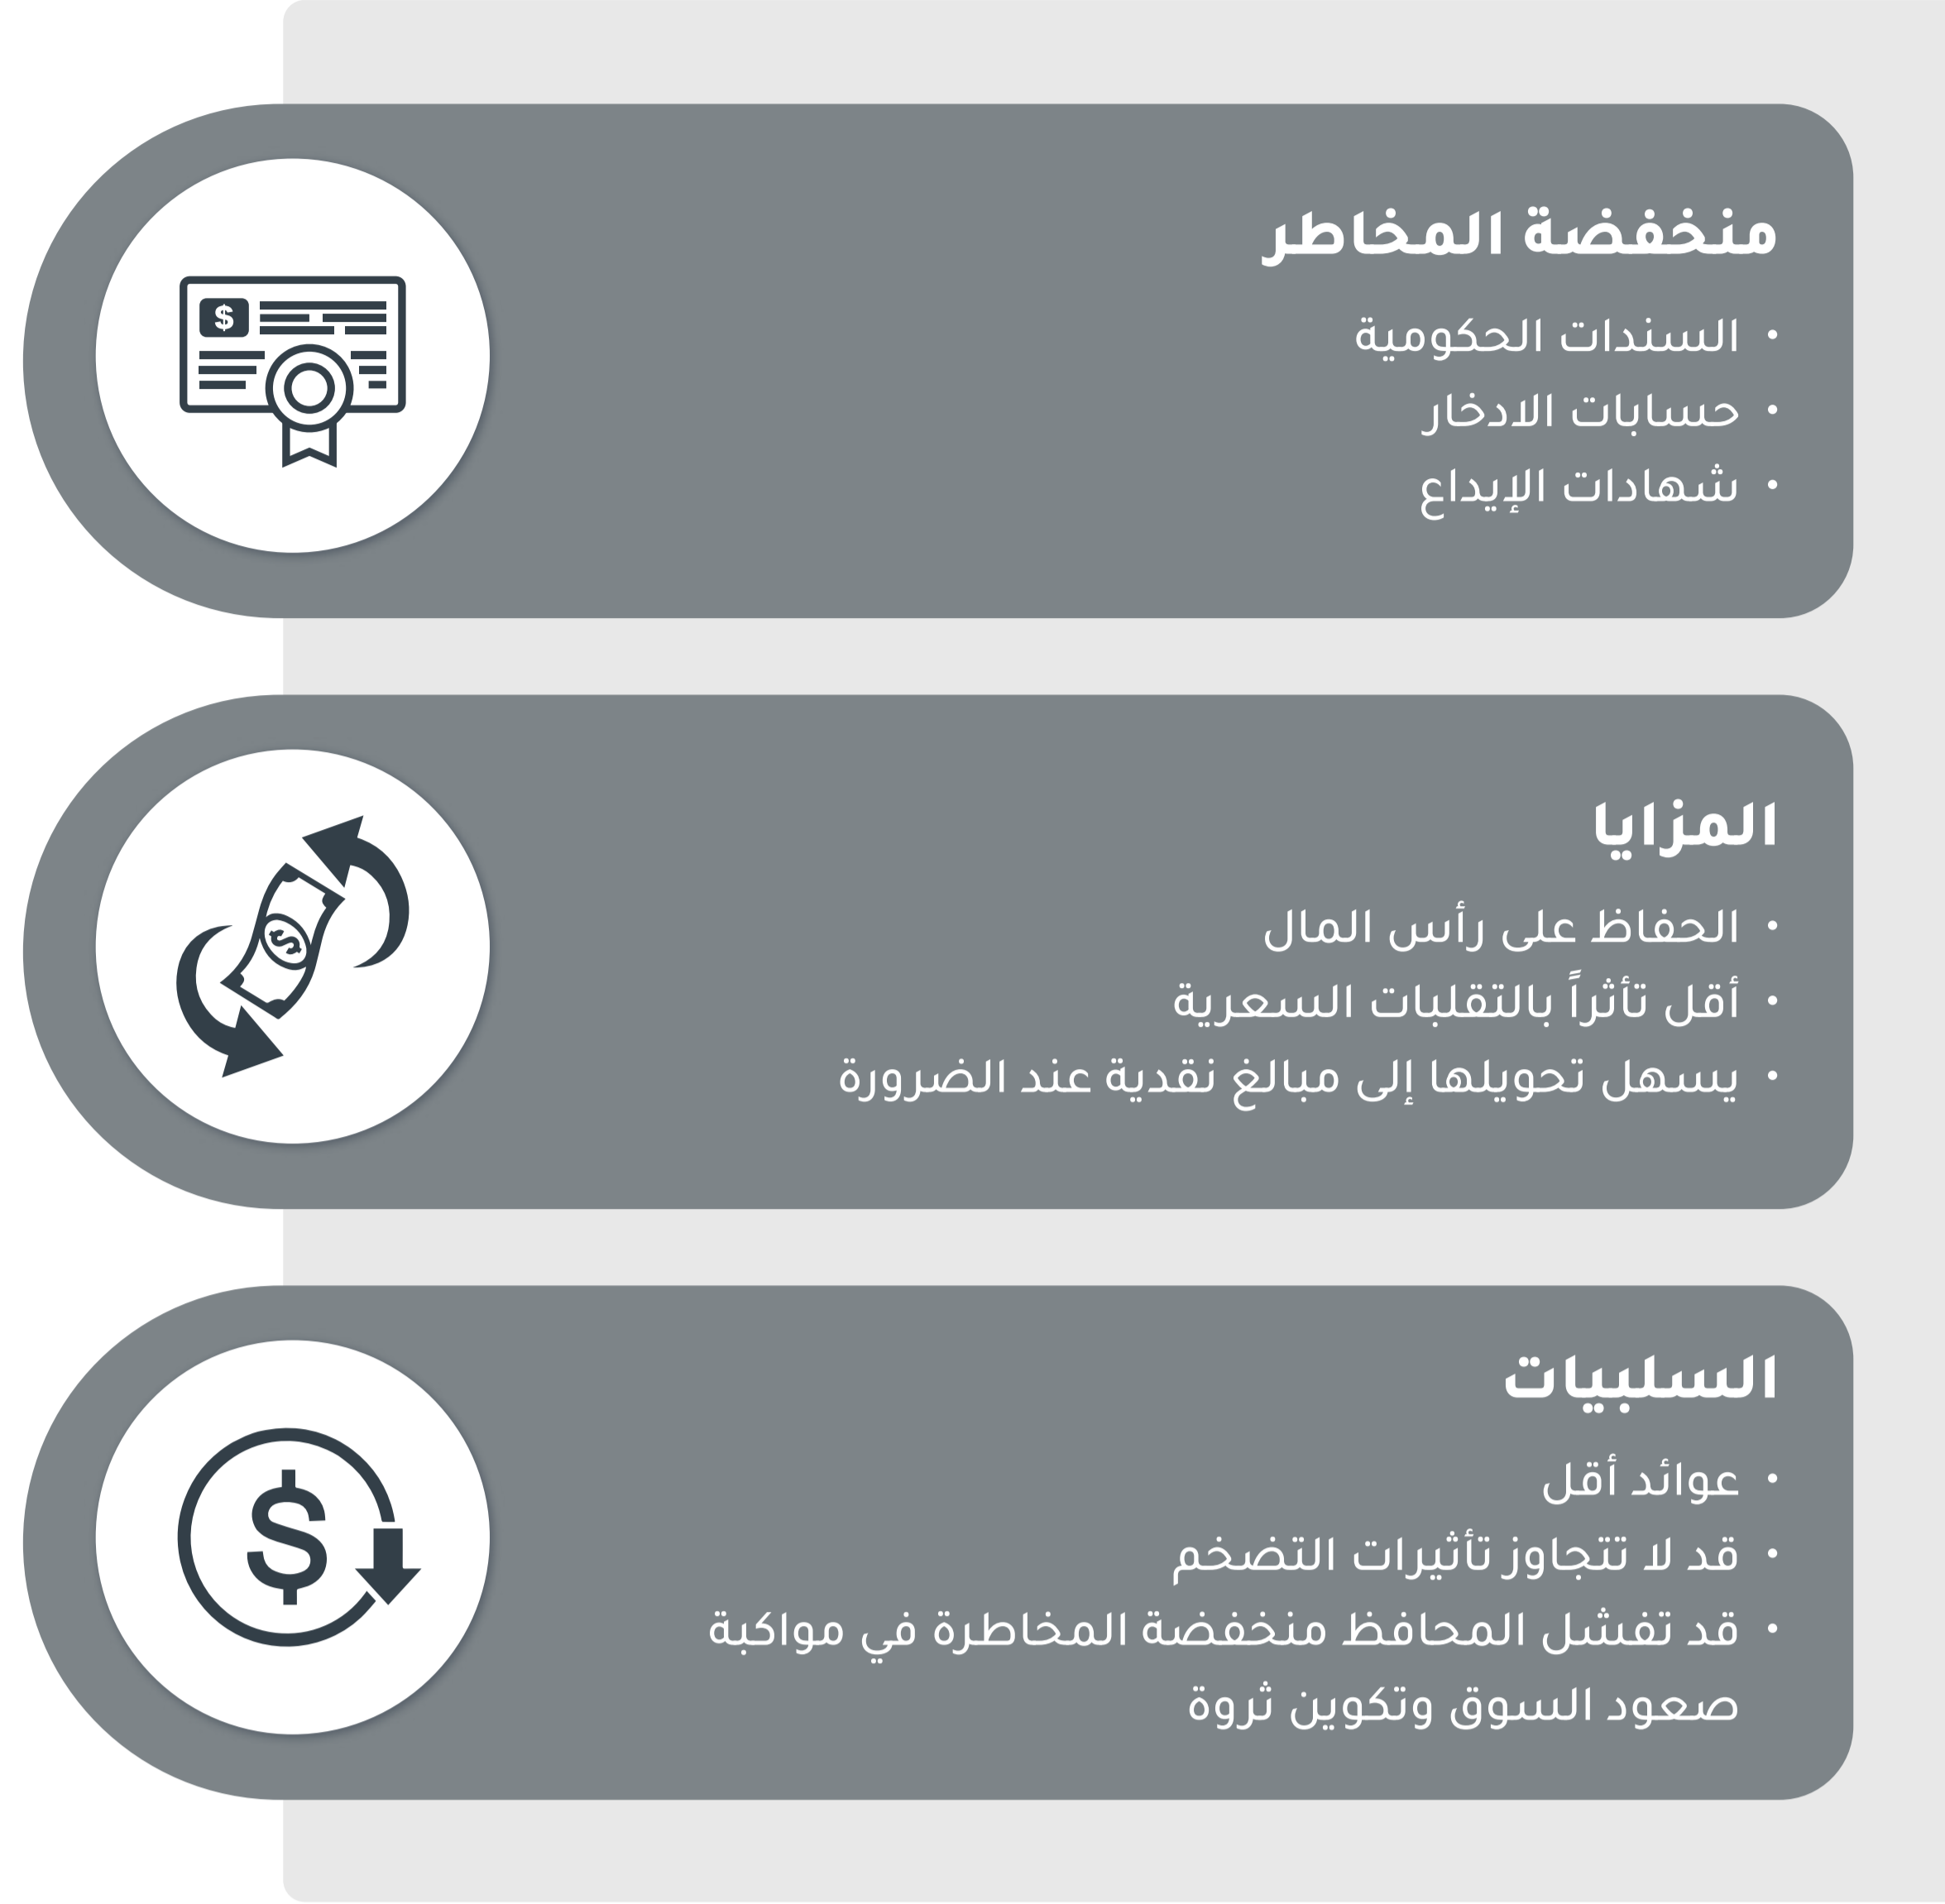 منخفضة المخاطر
• السندات الحكومية
• حسابات الادخار
• شهادات الإيداع
$
المزايا
• الحفاظ على رأس المال
• أقل تأثراً بالتقلبات السعرية
• يسهل تحويلها إلى مبالغ نقدية عند الضرورة
$
السلبيات
• عوائد أقل
• قد لا تتجاوز تأثيرات التضخم
• قد تفشل المحافظ منخفضة المخاطرة في مواكبة
صعود السوق وتكوين ثروة
$